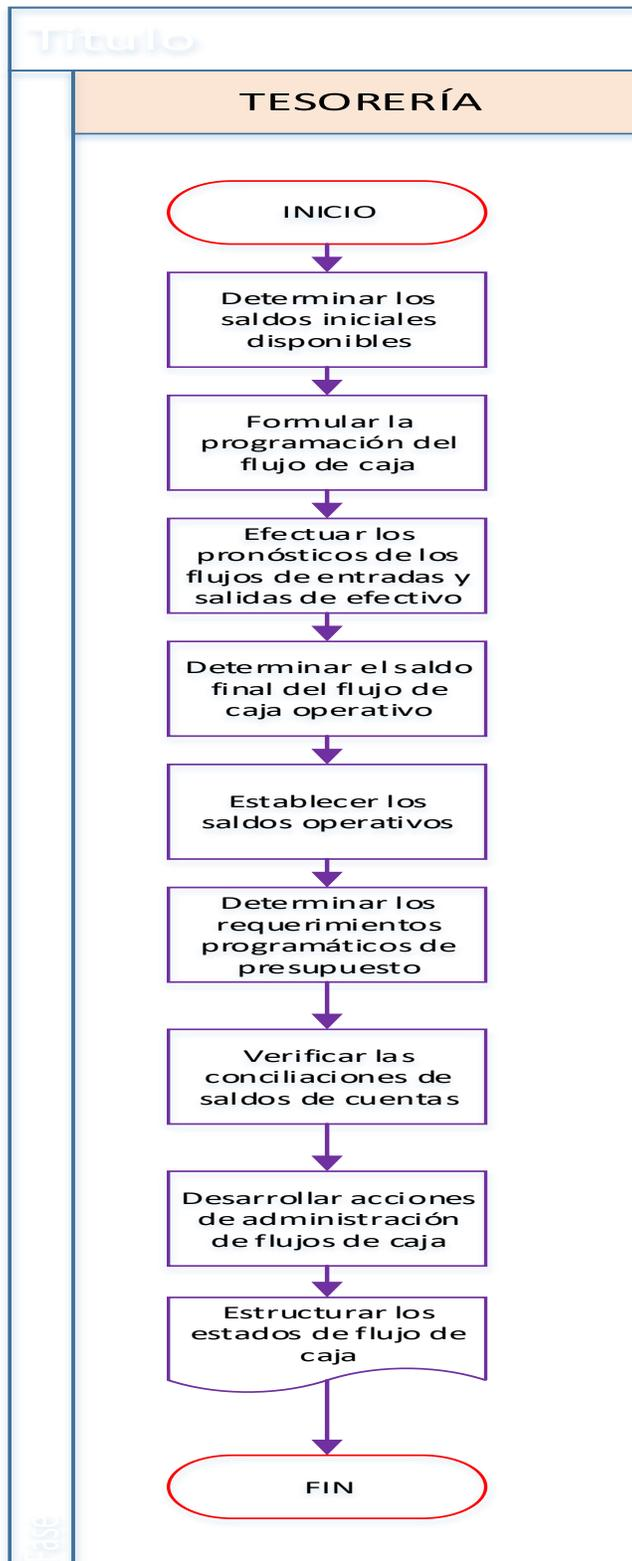 Título
TESORERÍA
INICIO
Determinar los
saldos iniciales
disponibles
Formular la
programación del
flujo de caja
Efectuar los
pronósticos de los
flujos de entradas y
salidas de efectivo
Determinar el saldo
final del flujo de
caja operativo
Establecer los
saldos operativos
Determinar los
requerimientos
programáticos de
presupuesto
Verificar las
conciliaciones de
saldos de cuentas
Desarrollar acciones
de administración
de flujos de caja
Estructurar los
estados de flujo de
caja
FIN
Fase